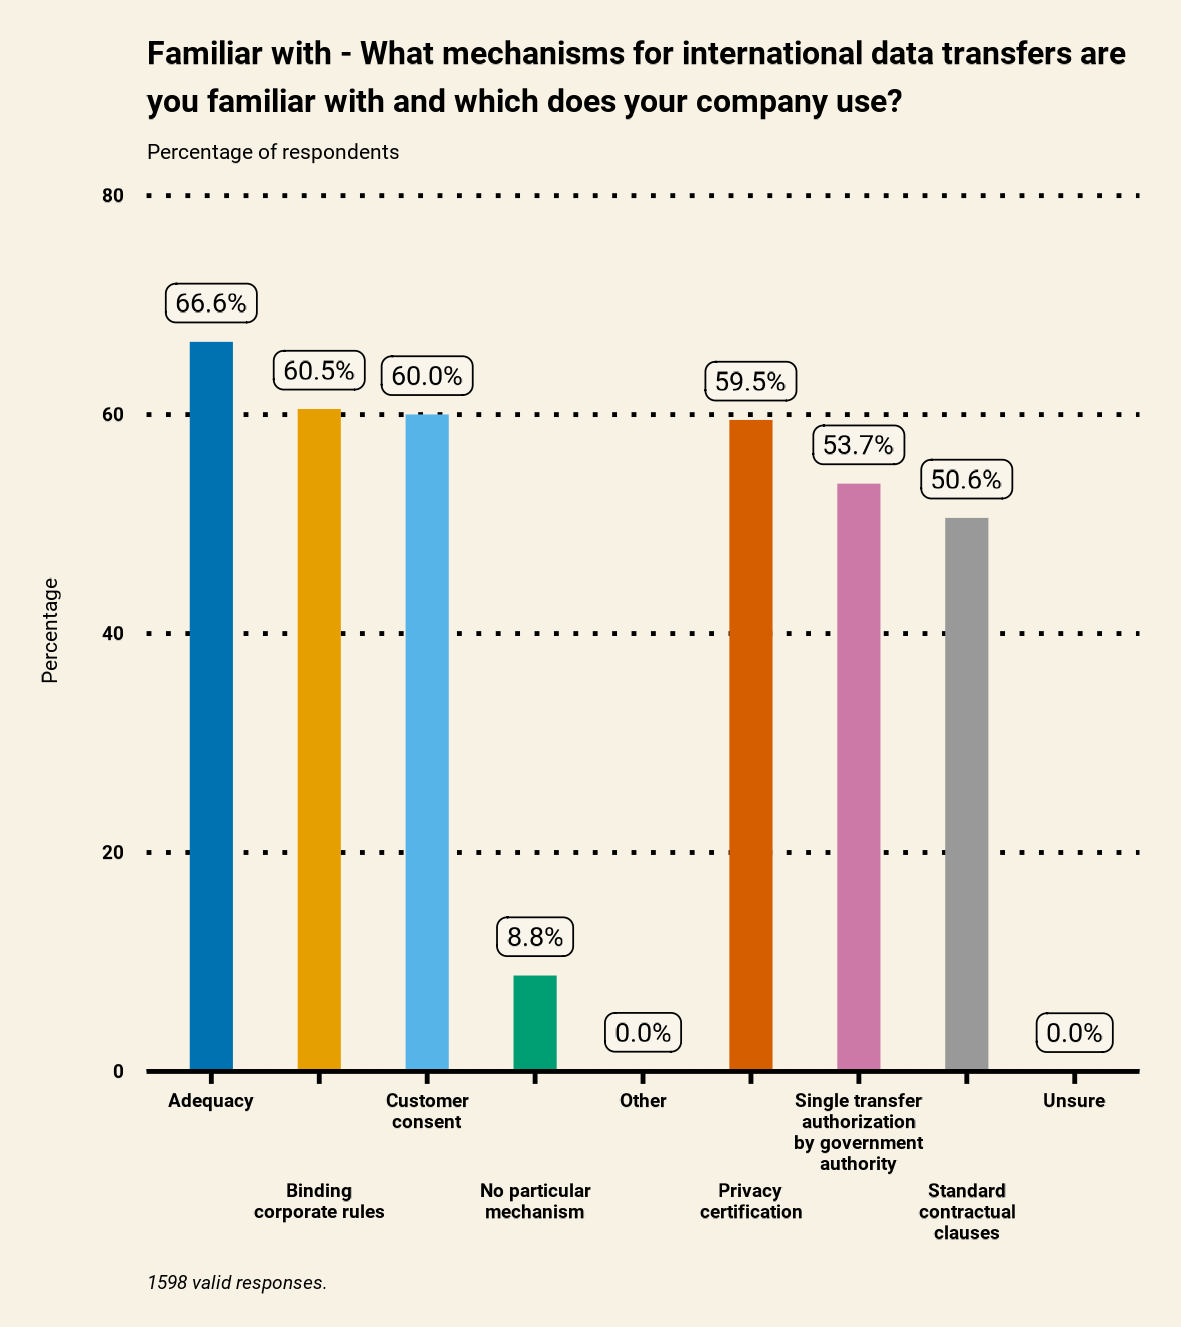 Familiar with - What mechanisms for international data transfers are
you familiar with and which does your company use?
Percentage of respondents
80
66.6%
60.5%
60.0%
59.5%
60
53.7%
50.6%
Percentage
40
20
8.8%
0.0%
0.0%
0
Adequacy
Customer
consent
Other
Single transfer
authorization
by government
authority
Unsure
Binding
corporate rules
No particular
mechanism
Privacy
certification
Standard
contractual
clauses
1598 valid responses.